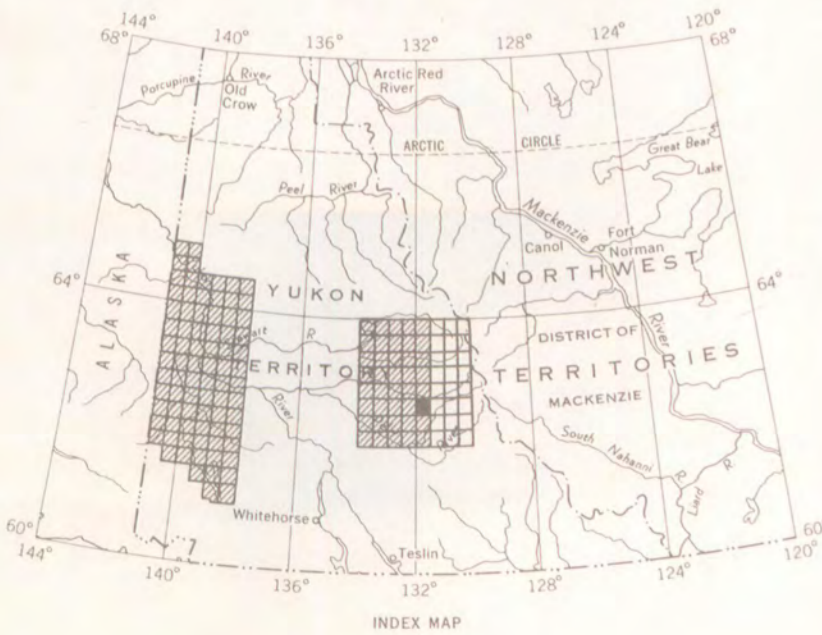 144°
140°
136°
132°
128°
124°
120°
68°
68°
Porcupine River
Old
Crow
Arctic Red
River
ARCTIC CIRCLE
Great Bear
Lake
Peel River
Mackenzie
Canol
Fort
Norman
64°
64°
ALASKA
YUKON
NORTHWEST
R.
DISTRICT OF
River
TERRITORY
TERRITORIES
MACKENZIE
River
River
South Nahanni R.
Liard R.
Whitehorse
Teslin
60°
60
144°
140°
136°
132°
128°
124°
120°
INDEX MAP